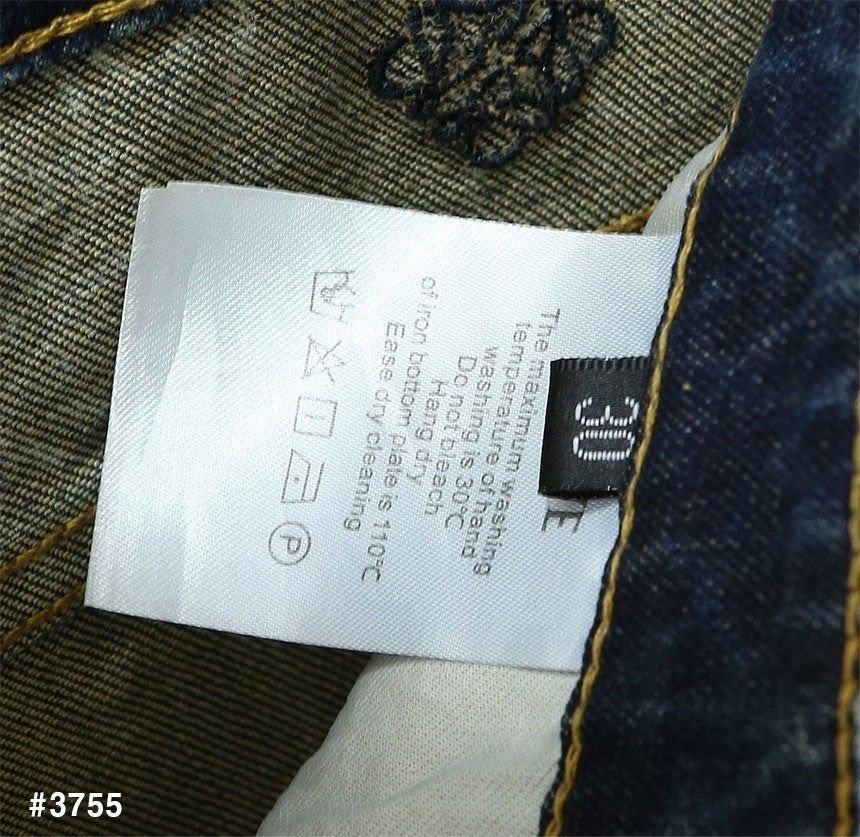 30
TE
The maximum washing
temperature of hand
washing is 30°C
Do not bleach
Hang dry
of iron bottom plate is 110°C
Ease dry cleaning
P
#3755